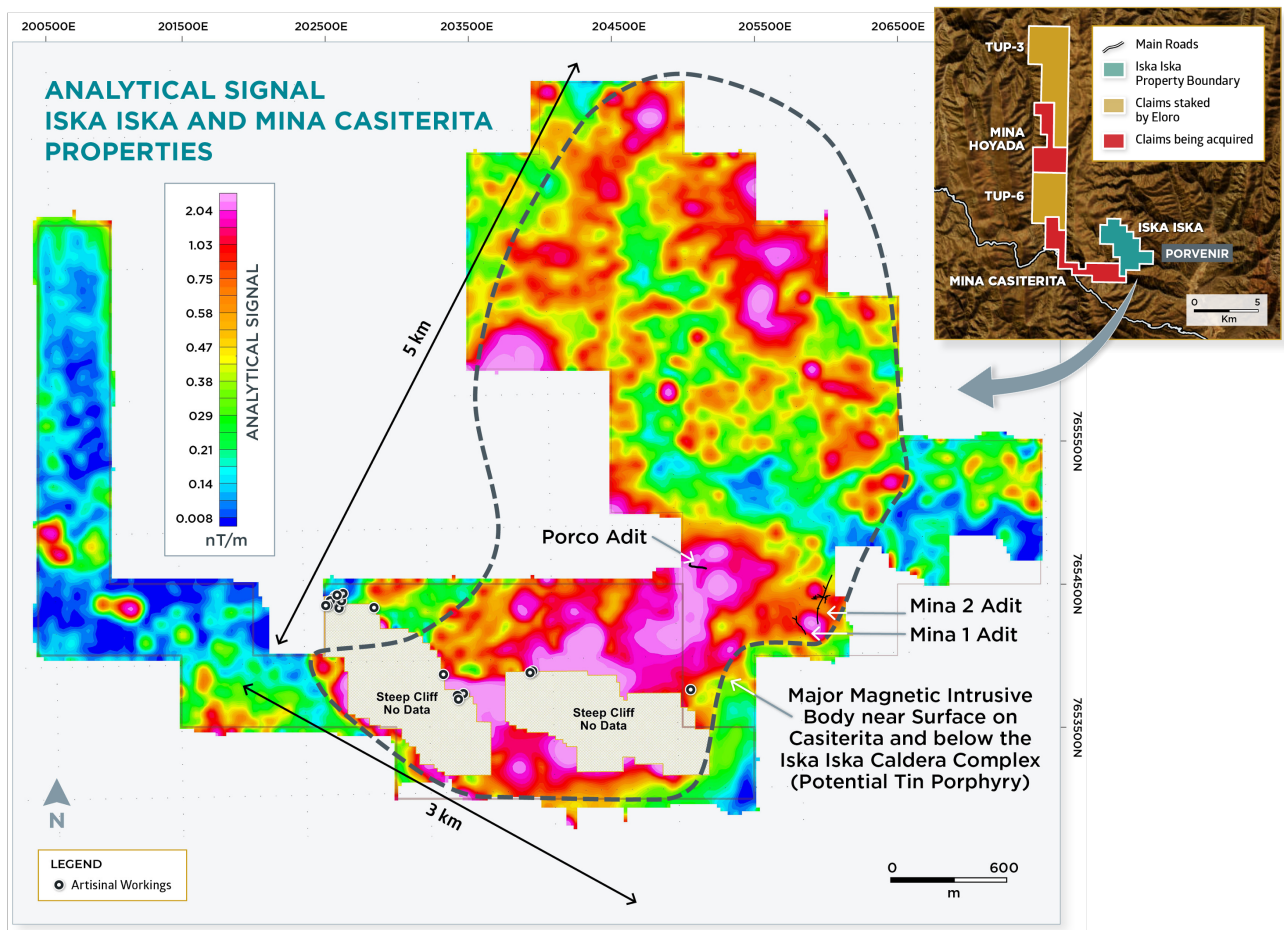 200500E
201500E
202500E
203500E
204500E
205500E
206500E
ANALYTICAL SIGNAL
ISKA ISKA AND MINA CASITERITA
PROPERTIES
2.04
1.03
0.75
0.58
0.47
0.38
0.29
0.21
0.14
0.008
nT/m
ANALYTICAL SIGNAL
5 km
3 km
TUP-3
MINA
HOYADA
TUP-6
ISKA ISKA
PORVENIR
MINA CASITERITA
Main Roads
Iska Iska
Property Boundary
Claims staked
by Eloro
Claims being acquired
0 5
Km
7655500N
7654500N
7653500N
Porco Adit
Mina 2 Adit
Mina 1 Adit
Steep Cliff
No Data
Steep Cliff
No Data
Major Magnetic Intrusive
Body near Surface on
Casiterita and below the
Iska Iska Caldera Complex
(Potential Tin Porphyry)
N
LEGEND
Artisinal Workings
0 600
m